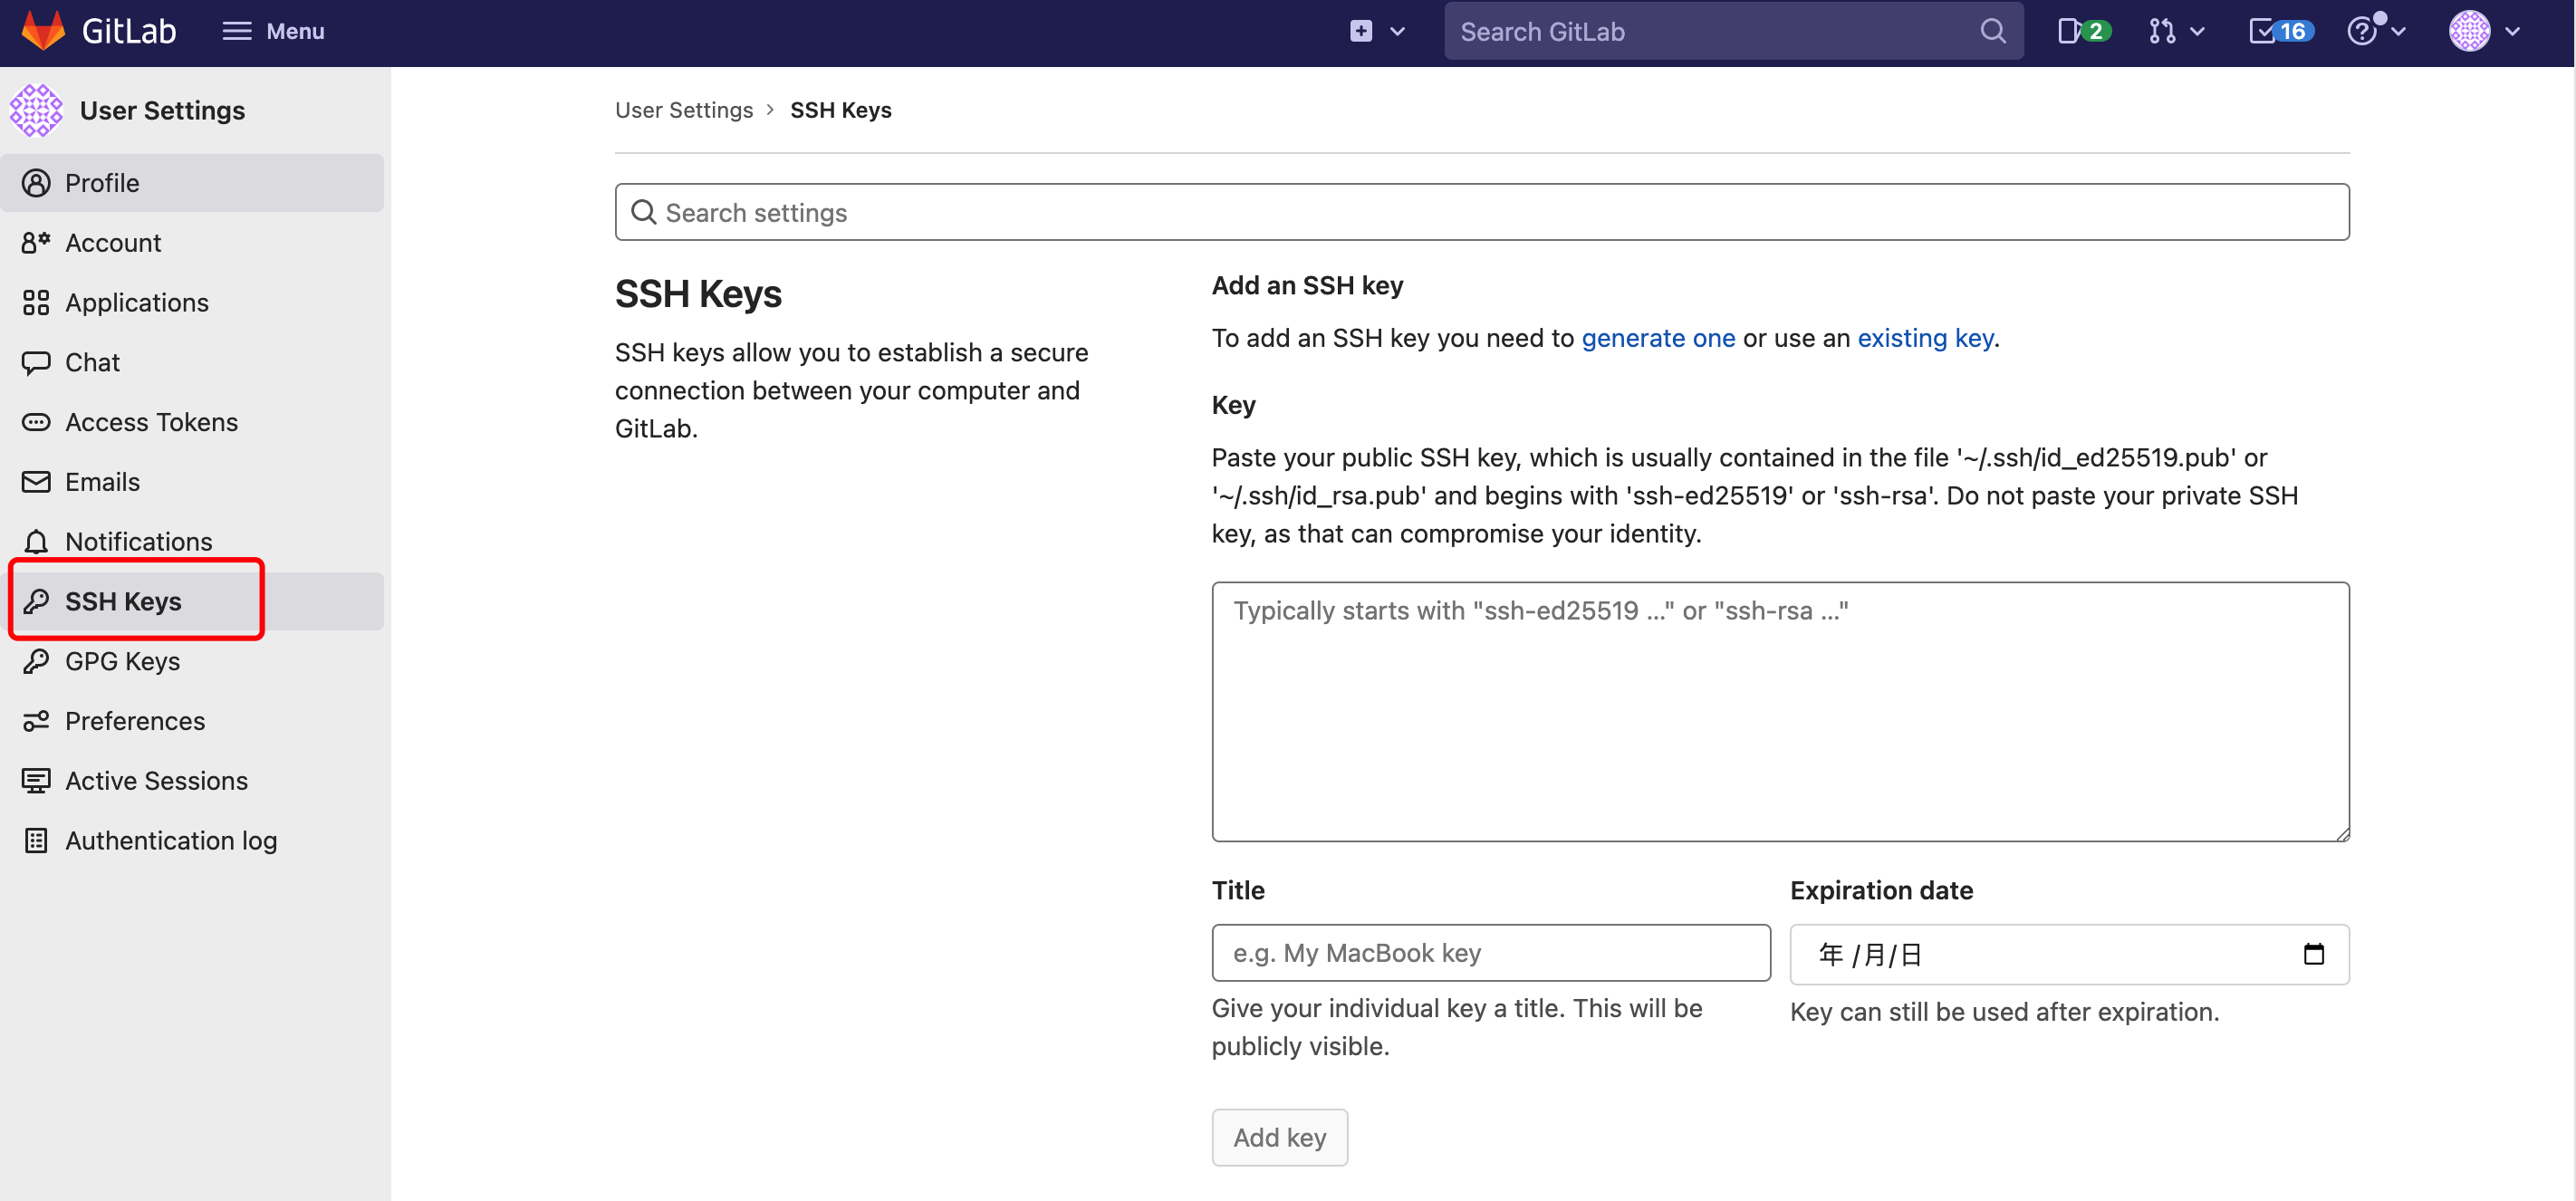 GitLab
Menu
Search GitLab
2
16
User Settings
Profile
Account
Applications
Chat
Access Tokens
Emails
Notifications
SSH Keys
GPG Keys
Preferences
Active Sessions
Authentication log
User Settings > SSH Keys
Search settings
SSH Keys
SSH keys allow you to establish a secure
connection between your computer and
GitLab.
Add an SSH key
To add an SSH key you need to generate one or use an existing key.
Key
Paste your public SSH key, which is usually contained in the file '~/.ssh/id_ed25519.pub' or
'~/.ssh/id_rsa.pub' and begins with 'ssh-ed25519' or 'ssh-rsa'. Do not paste your private SSH
key, as that can compromise your identity.
Typically starts with "ssh-ed25519 ..." or "ssh-rsa ..."
Title
e.g. My MacBook key
Give your individual key a title. This will be
publicly visible.
Expiration date
年 /月/日
Key can still be used after expiration.
Add key